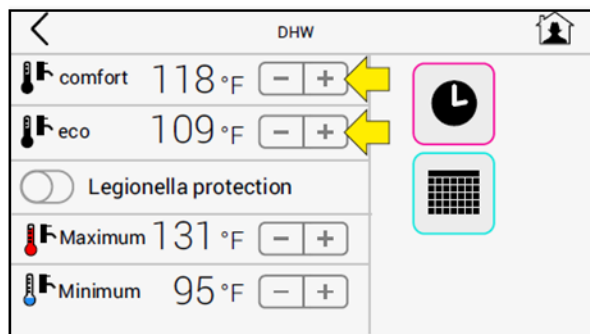 DHW
comfort 118 °F − +
eco 109 °F − +
Legionella protection
Maximum 131 °F − +
Minimum 95 °F − +